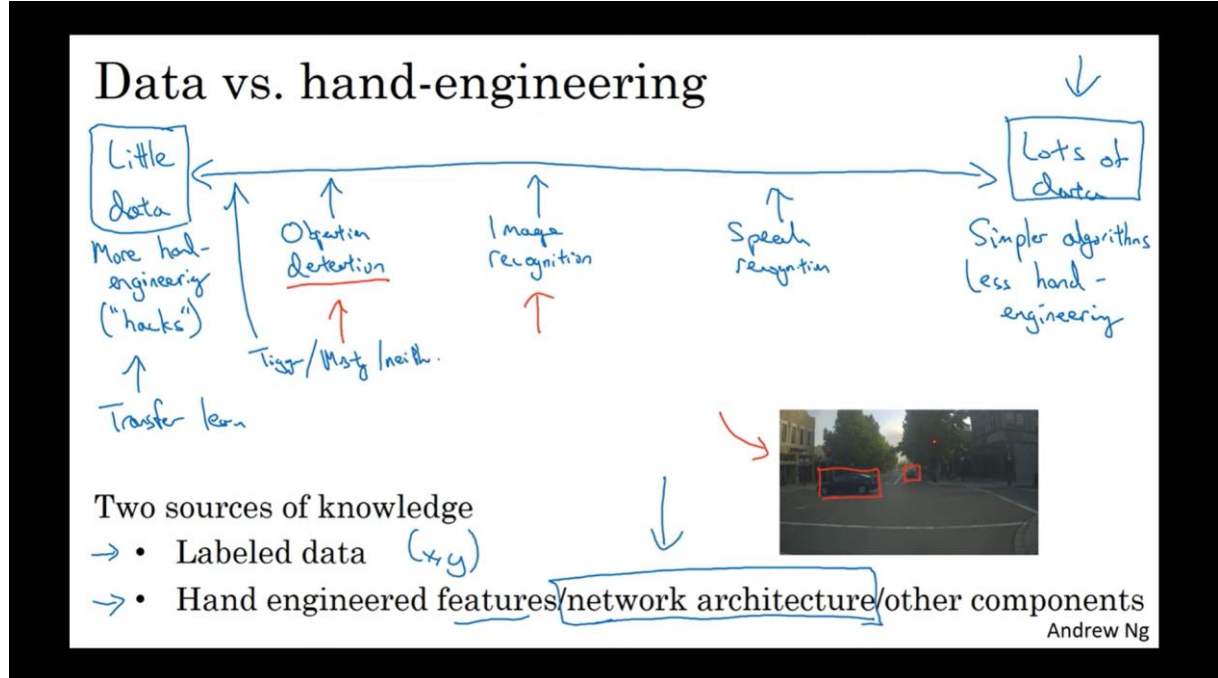 Data vs. hand-engineering
Little
data
Lots of
data
More hand-
engineering
("hacks")
Transfer learn
detection
Image
recognition
Speech
Simpler algorithms
Less hand-
engineering
Two sources of knowledge
→ • Labeled data (x,y)
→ • Hand engineered features/network architecture/other components
Andrew Ng